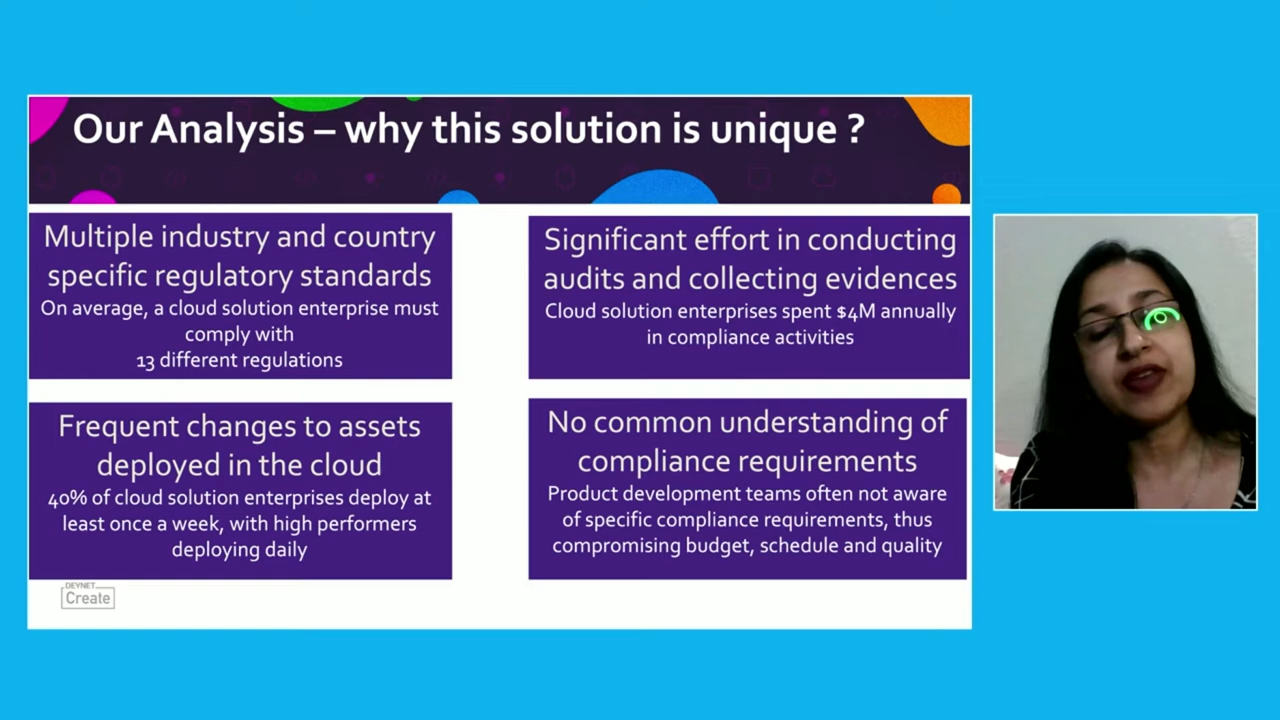 Our Analysis – why this solution is unique ?
Multiple industry and country
specific regulatory standards
On average, a cloud solution enterprise must
comply with
13 different regulations
Significant effort in conducting
audits and collecting evidences
Cloud solution enterprises spent $4M annually
in compliance activities
Frequent changes to assets
deployed in the cloud
40% of cloud solution enterprises deploy at
least once a week, with high performers
deploying daily
No common understanding of
compliance requirements
Product development teams often not aware
of specific compliance requirements, thus
compromising budget, schedule and quality
DEVNET
Create